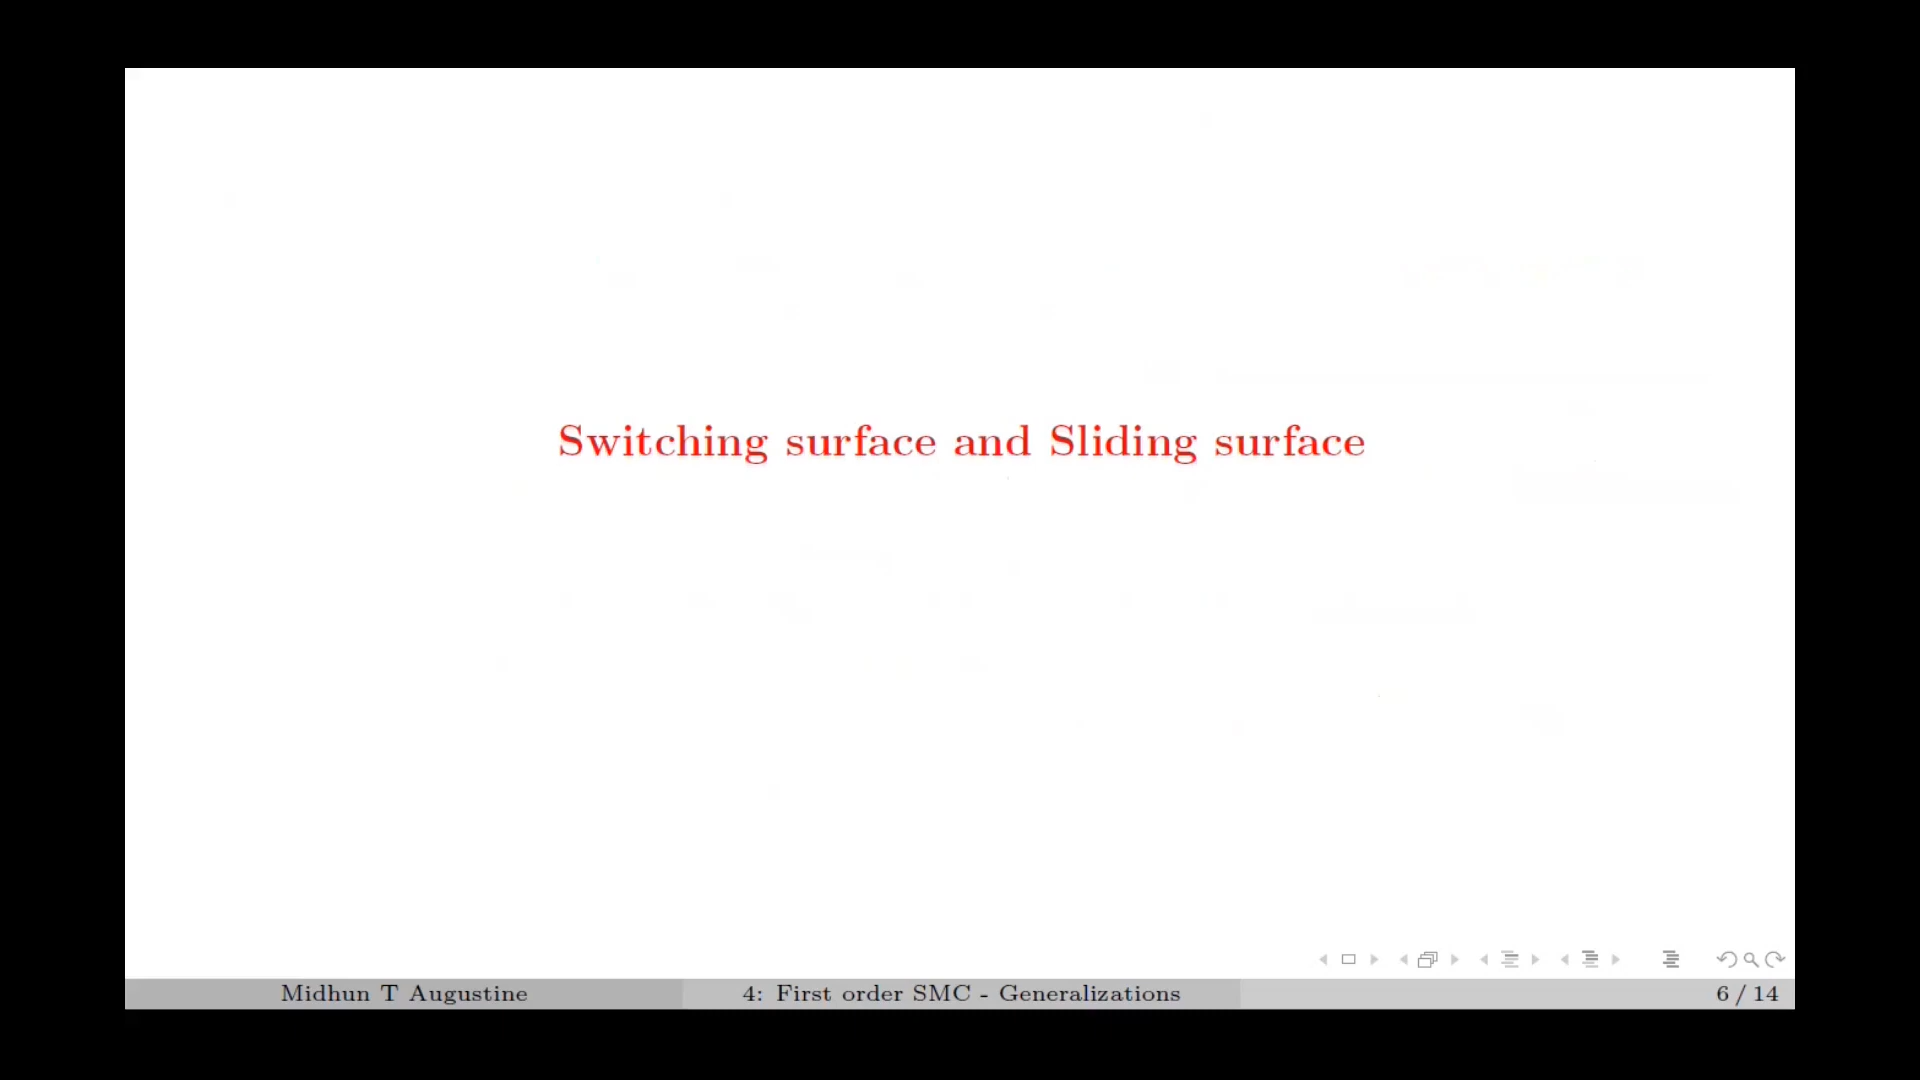 Switching surface and Sliding surface
Midhun T Augustine
4: First order SMC - Generalizations
6 / 14